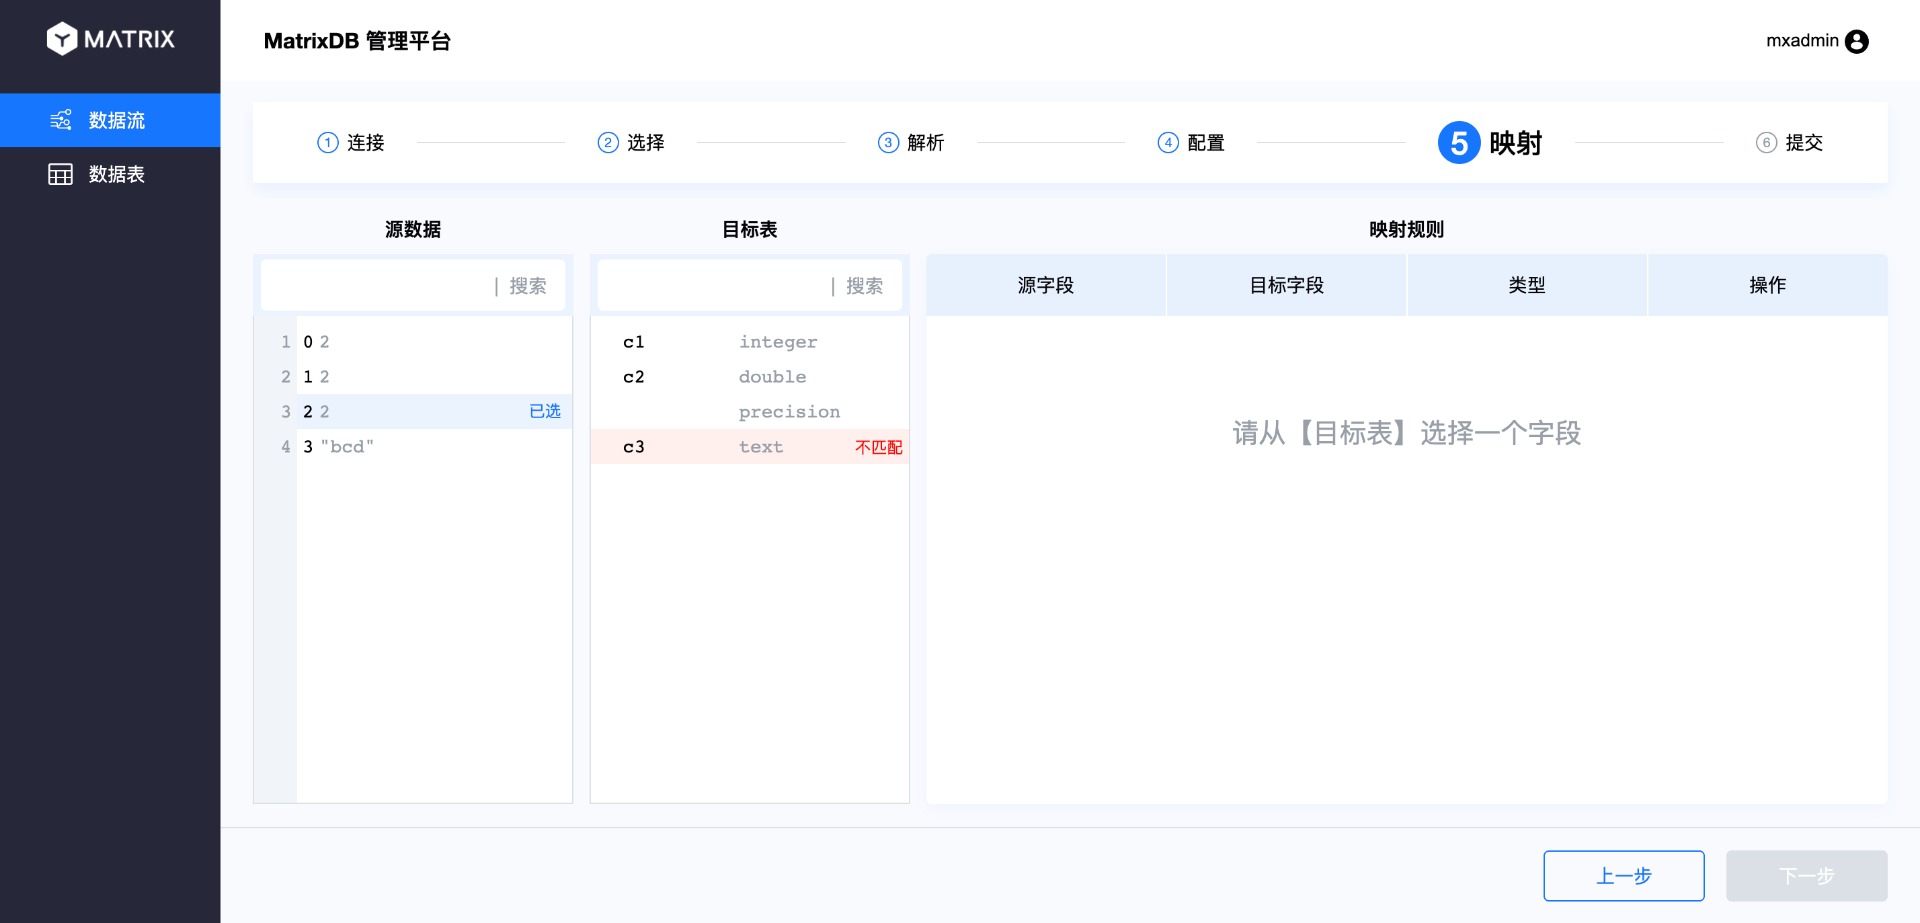 MATRIX
MatrixDB 管理平台
mxadmin
数据流
数据表
1 连接
2 选择
3 解析
4 配置
5 映射
6 提交
源数据
| 搜索
1 0 2
2 1 2
3 2 2 已选
4 3 "bcd"
目标表
| 搜索
c1 integer
c2 double
precision
c3 text 不匹配
映射规则
源字段 目标字段 类型 操作
请从【目标表】选择一个字段
上一步 下一步